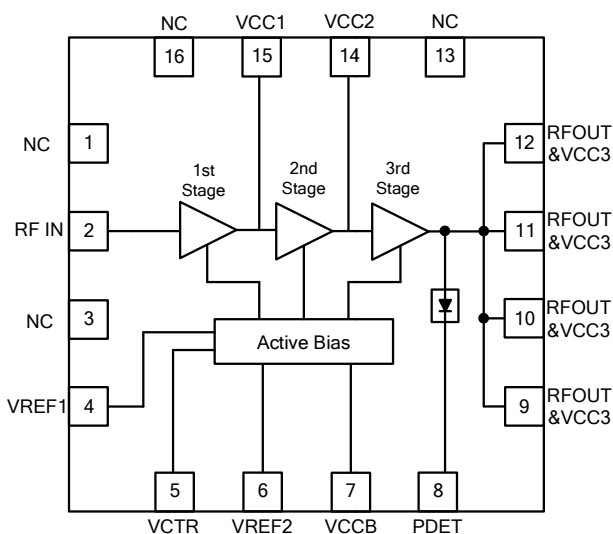 NC
VCC1
VCC2
NC
16
15
14
13
NC
1
12
RFOUT
&VCC3
1st
Stage
2nd
Stage
3rd
Stage
RF IN
2
11
RFOUT
&VCC3
NC
3
10
RFOUT
&VCC3
Active Bias
VREF1
4
9
RFOUT
&VCC3
5
6
7
8
VCTR
VREF2
VCCB
PDET